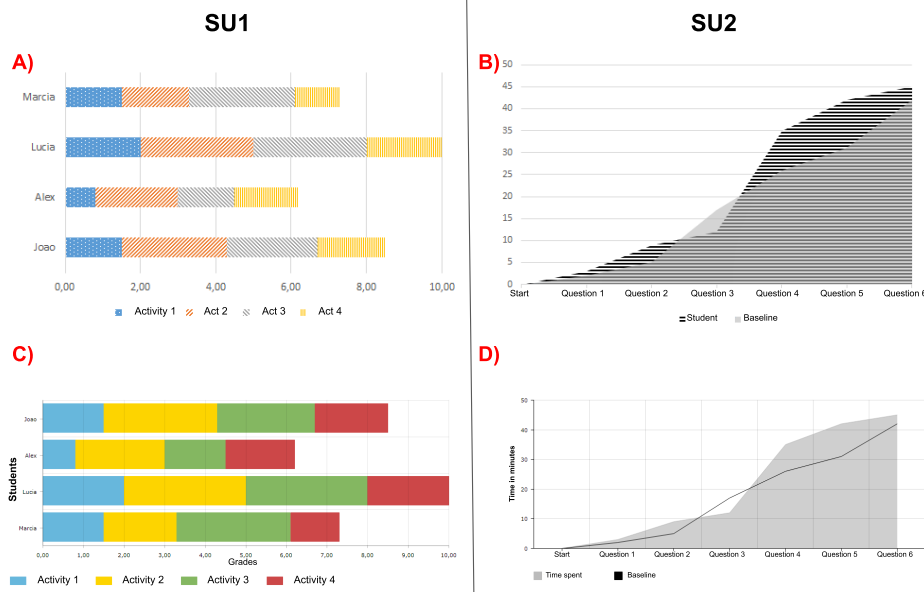 SU1
SU2
A)
Marcia
Lucia
Alex
Joao
0,00 2,00 4,00 6,00 8,00 10,00
Activity 1 Act 2 Act 3 Act 4
B)
50
45
40
35
30
25
20
15
10
5
0
Start Question 1 Question 2 Question 3 Question 4 Question 5 Question 6
Student Baseline
C)
Students
Joao
Alex
Lucia
Marcia
0,00 1,00 2,00 3,00 4,00 5,00 6,00 7,00 8,00 9,00 10,00
Grades
Activity 1 Activity 2 Activity 3 Activity 4
D)
Time in minutes
50
40
30
20
10
0
Start Question 1 Question 2 Question 3 Question 4 Question 5 Question 6
Time spent Baseline